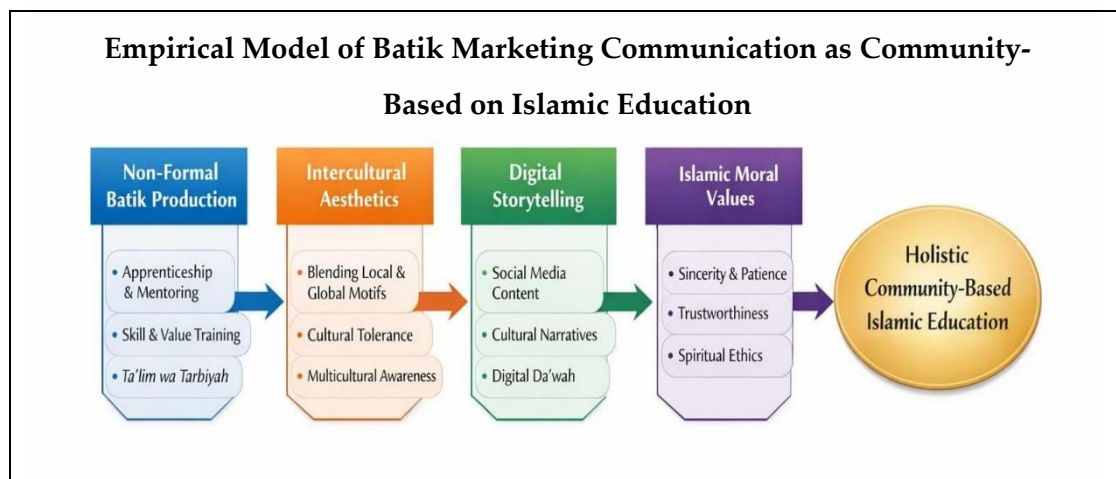 Empirical Model of Batik Marketing Communication as Community-
Based on Islamic Education
Non-Formal
Batik Production
• Apprenticeship
& Mentoring
• Skill & Value Training
• Ta'lim wa Tarbiyah
Intercultural
Aesthetics
• Blending Local &
Global Motifs
• Cultural Tolerance
• Multicultural Awareness
Digital
Storytelling
• Social Media
Content
• Cultural Narratives
• Digital Da'wah
Islamic Moral
Values
• Sincerity & Patience
• Trustworthiness
• Spiritual Ethics
Holistic
Community-Based
Islamic Education